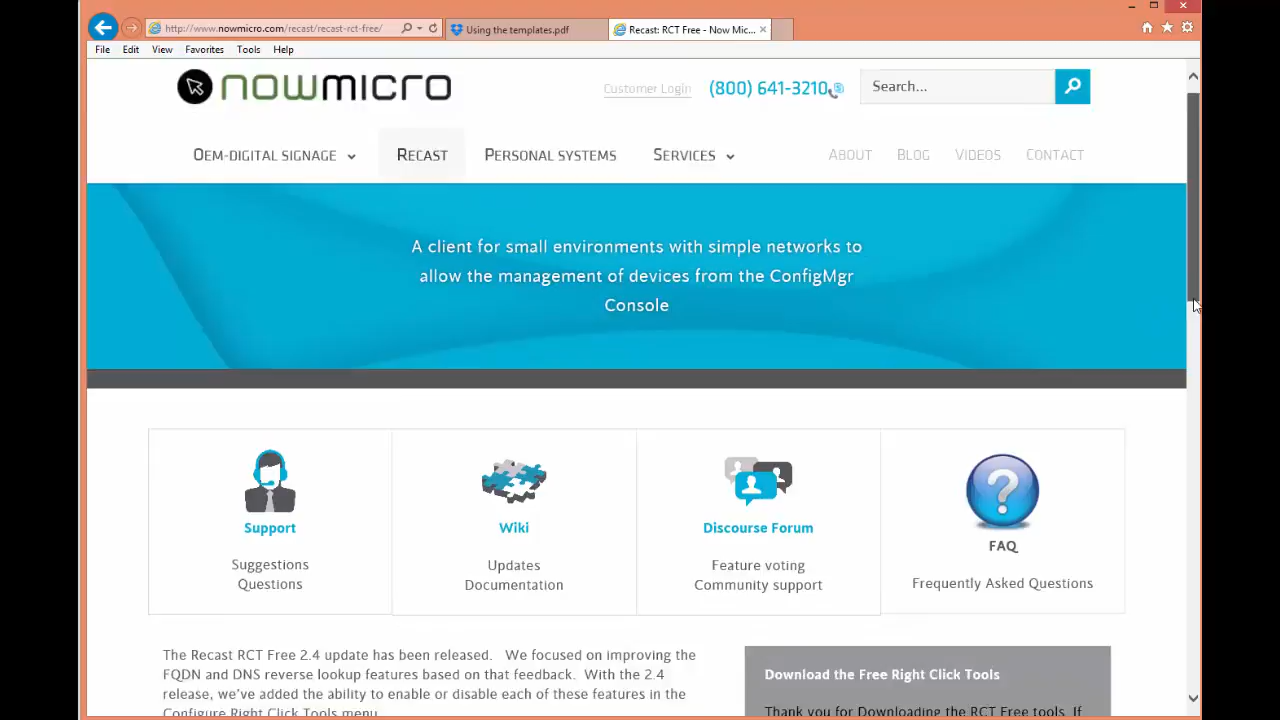 http://www.nowmicro.com/recast/recast-rct-free/
Using the templates.pdf
Recast: RCT Free - Now Mic...
File Edit View Favorites Tools Help
nowmicro
Customer Login
(800) 641-3210
Search...
OEM-DIGITAL SIGNAGE
RECAST
PERSONAL SYSTEMS
SERVICES
ABOUT
BLOG
VIDEOS
CONTACT
A client for small environments with simple networks to
allow the management of devices from the ConfigMgr
Console
Support
Suggestions
Questions
Wiki
Updates
Documentation
Discourse Forum
Feature voting
Community support
FAQ
Frequently Asked Questions
The Recast RCT Free 2.4 update has been released. We focused on improving the
FQDN and DNS reverse lookup features based on that feedback. With the 2.4
release, we've added the ability to enable or disable each of these features in the
Configure Right Click Tools menu
Download the Free Right Click Tools
Thank you for Downloading the RCT Free tools. If